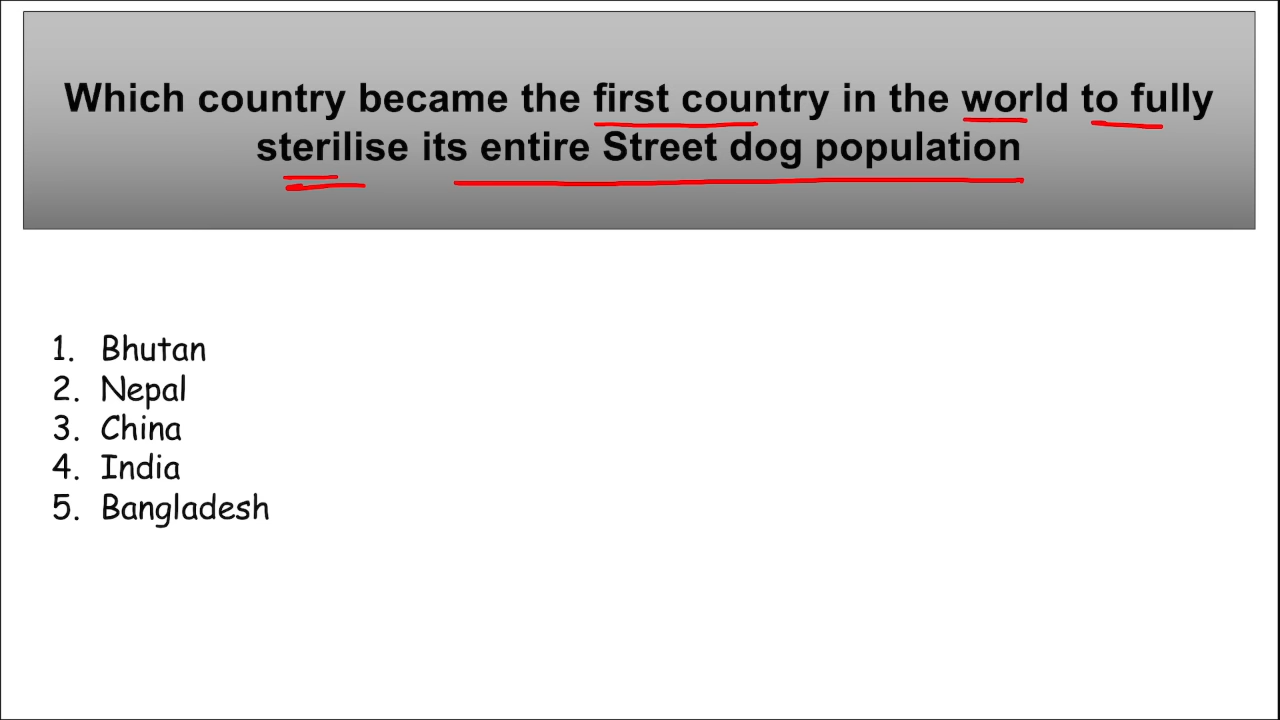 Which country became the first country in the world to fully
sterilise its entire Street dog population
1. Bhutan
2. Nepal
3. China
4. India
5. Bangladesh